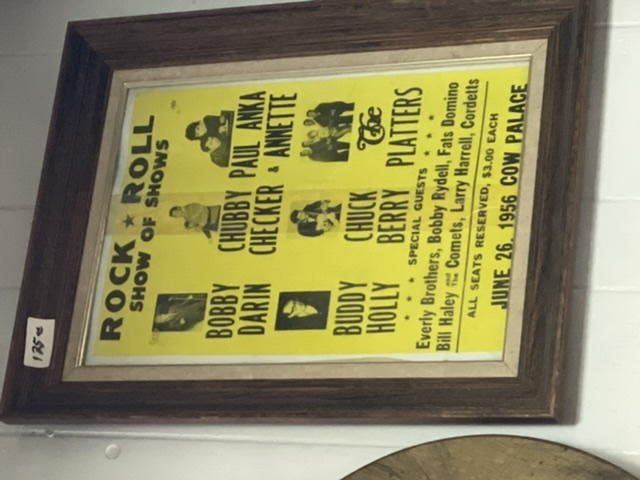 ROCK ★ ROLL
SHOW OF SHOWS
BOBBY DARIN
CHUBBY CHECKER
PAUL ANKA & ANNETTE
BUDDY HOLLY
CHUCK BERRY
The PLATTERS
★ ★ ★ SPECIAL GUESTS ★ ★ ★
Everly Brothers, Bobby Rydell, Fats Domino
Bill Haley and The Comets, Larry Harrell, Cordetts
ALL SEATS RESERVED, $3.00 EACH
JUNE 26, 1956 COW PALACE